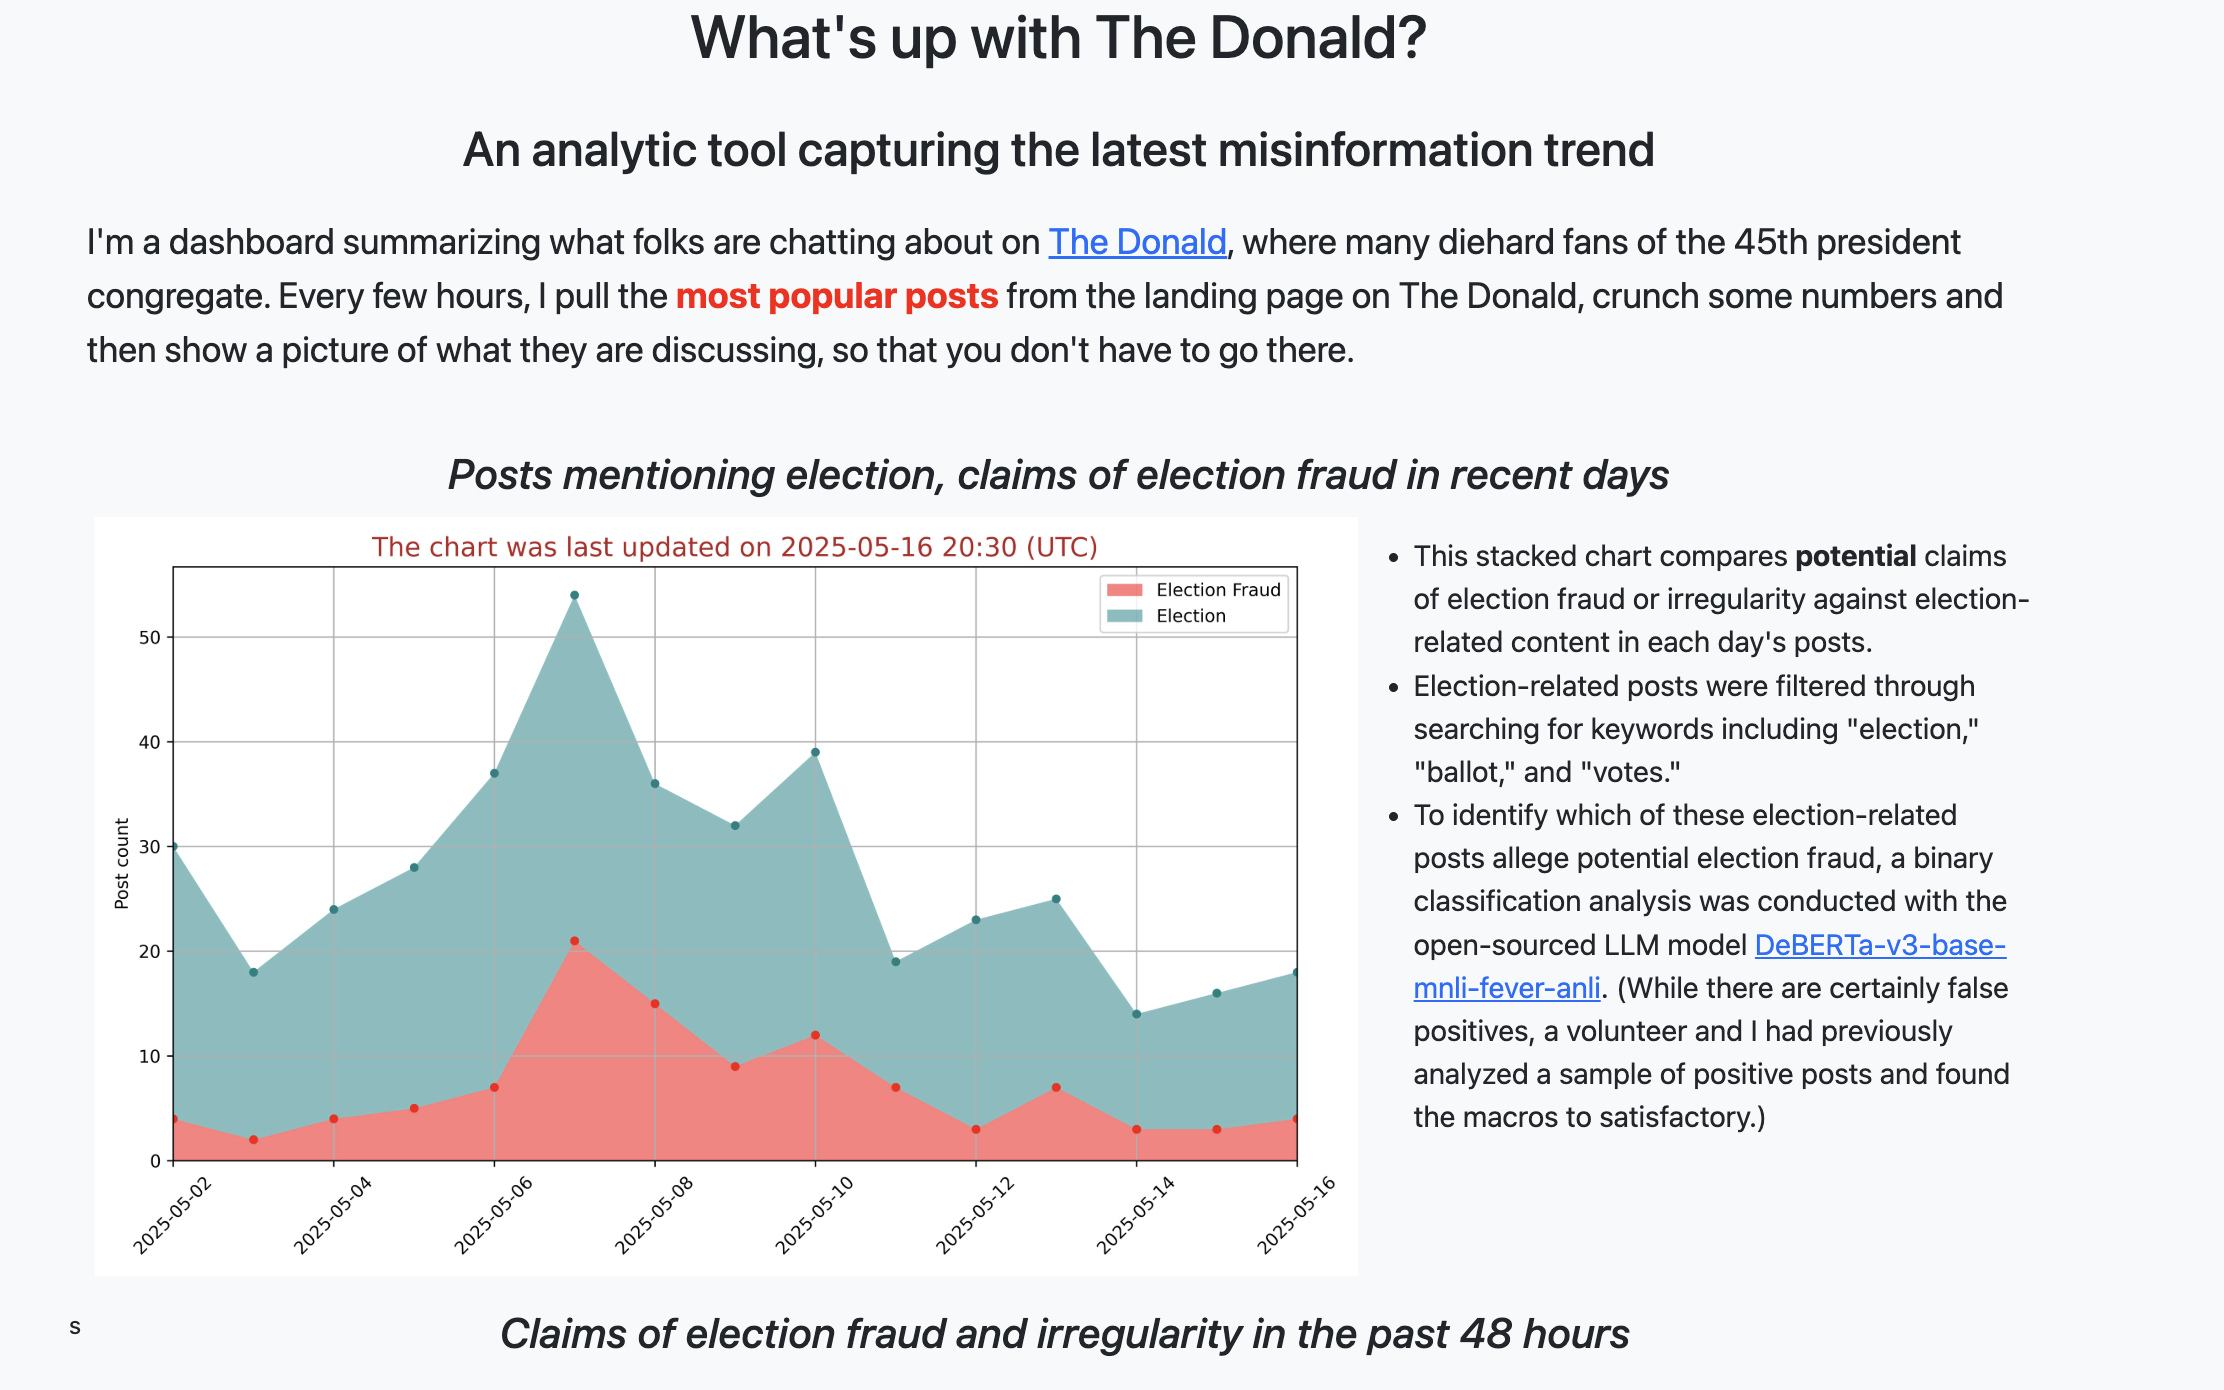 What's up with The Donald?
An analytic tool capturing the latest misinformation trend
I'm a dashboard summarizing what folks are chatting about on The Donald, where many diehard fans of the 45th president
congregate. Every few hours, I pull the most popular posts from the landing page on The Donald, crunch some numbers and
then show a picture of what they are discussing, so that you don't have to go there.
Posts mentioning election, claims of election fraud in recent days
The chart was last updated on 2025-05-16 20:30 (UTC)
Election Fraud
Election
Post count
50
40
30
20
10
0
2025-05-02
2025-05-04
2025-05-06
2025-05-08
2025-05-10
2025-05-12
2025-05-14
2025-05-16
• This stacked chart compares potential claims
of election fraud or irregularity against election-
related content in each day's posts.
• Election-related posts were filtered through
searching for keywords including "election,"
"ballot," and "votes."
• To identify which of these election-related
posts allege potential election fraud, a binary
classification analysis was conducted with the
open-sourced LLM model DeBERTa-v3-base-
mnli-fever-anli. (While there are certainly false
positives, a volunteer and I had previously
analyzed a sample of positive posts and found
the macros to satisfactory.)
s
Claims of election fraud and irregularity in the past 48 hours